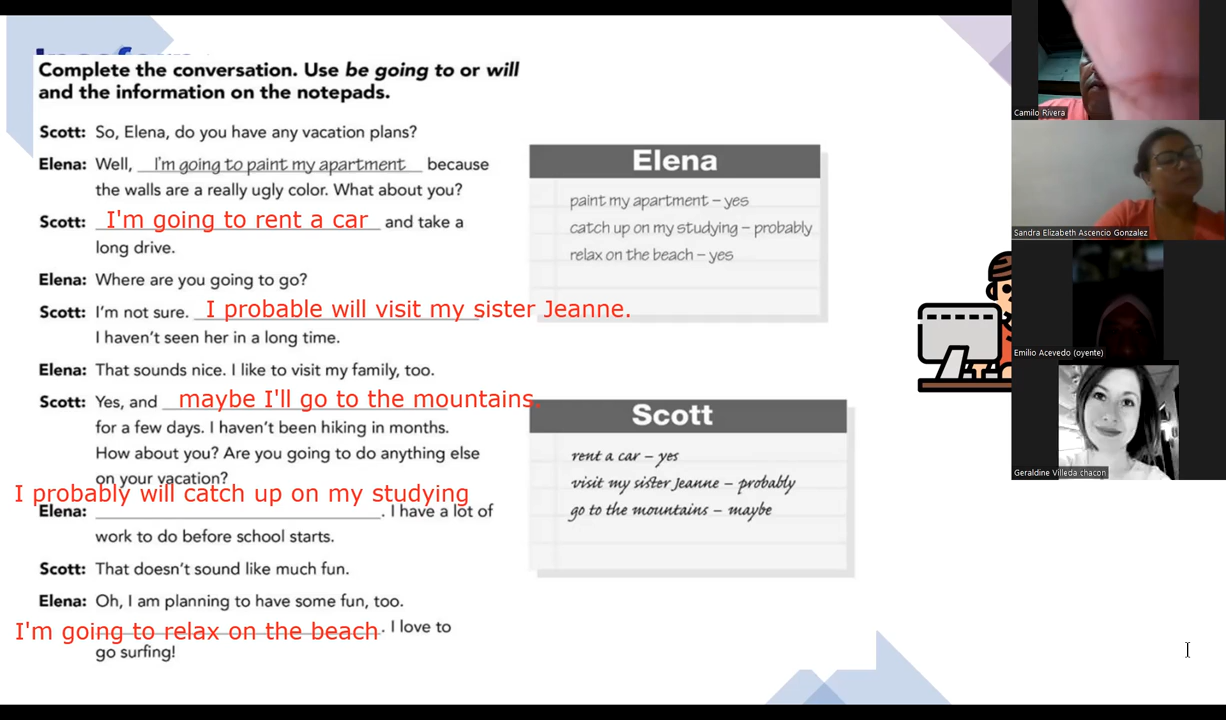 Complete the conversation. Use be going to or will
and the information on the notepads.
Scott: So, Elena, do you have any vacation plans?
Elena: Well, I'm going to paint my apartment because
the walls are a really ugly color. What about you?
Scott: I'm going to rent a car and take a
long drive.
Elena: Where are you going to go?
Scott: I'm not sure. I probable will visit my sister Jeanne.
I haven't seen her in a long time.
Elena: That sounds nice. I like to visit my family, too.
Scott: Yes, and maybe I'll go to the mountains.
for a few days. I haven't been hiking in months.
How about you? Are you going to do anything else
on your vacation?
I probably will catch up on my studying
Elena: . I have a lot of
work to do before school starts.
Scott: That doesn't sound like much fun.
Elena: Oh, I am planning to have some fun, too.
I'm going to relax on the beach . I love to
go surfing!
Elena
paint my apartment – yes
catch up on my studying – probably
relax on the beach – yes
Scott
rent a car – yes
visit my sister Jeanne – probably
go to the mountains – maybe
Camilo Rivera
Sandra Elizabeth Ascencio Gonzalez
Emilio Acevedo (oyente)
Geraldine Villeda chacon